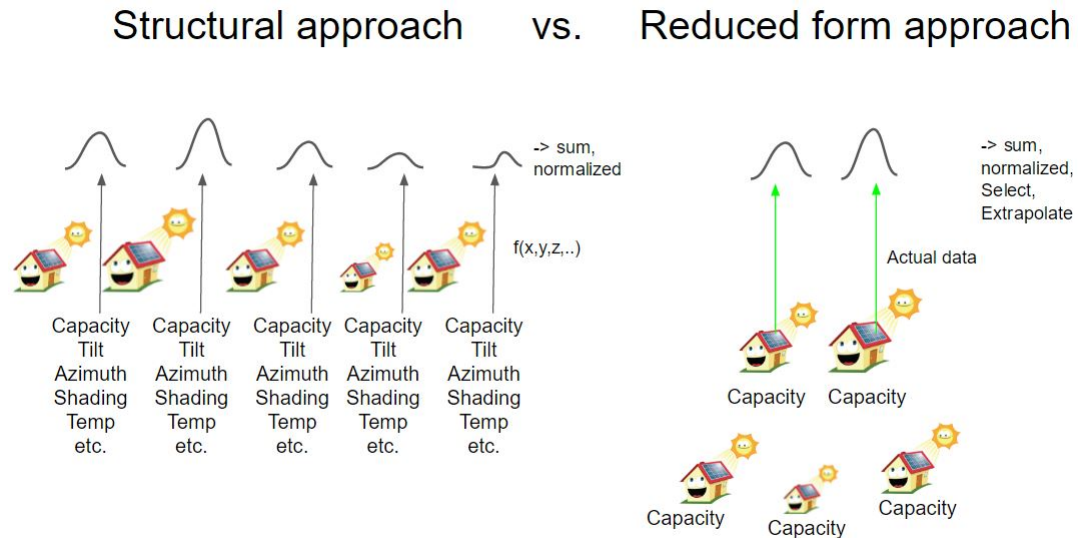 Structural approach vs. Reduced form approach
-> sum,
normalized
f(x,y,z,..)
Capacity
Tilt
Azimuth
Shading
Temp
etc.
Capacity
Tilt
Azimuth
Shading
Temp
etc.
Capacity
Tilt
Azimuth
Shading
Temp
etc.
Capacity
Tilt
Azimuth
Shading
Temp
etc.
Capacity
Tilt
Azimuth
Shading
Temp
etc.
-> sum,
normalized,
Select,
Extrapolate
Actual data
Capacity
Capacity
Capacity
Capacity
Capacity